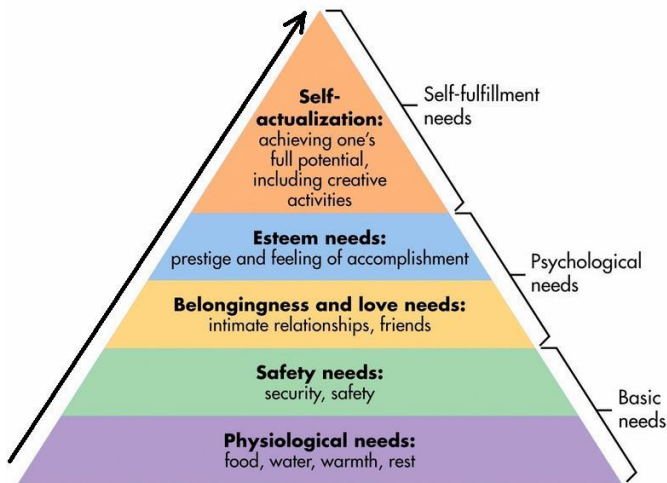 Self-
actualization:
achieving one's
full potential,
including creative
activities
Self-fulfillment
needs
Esteem needs:
prestige and feeling of accomplishment
Belongingness and love needs:
intimate relationships, friends
Psychological
needs
Safety needs:
security, safety
Physiological needs:
food, water, warmth, rest
Basic
needs